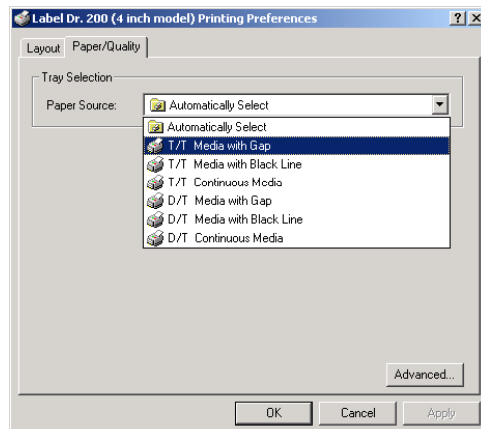 Label Dr. 200 (4 inch model) Printing Preferences
Layout Paper/Quality
Tray Selection
Paper Source: Automatically Select
Automatically Select
T/T Media with Gap
T/T Media with Black Line
T/T Continuous Media
D/T Media with Gap
D/T Media with Black Line
D/T Continuous Media
Advanced...
OK Cancel Apply